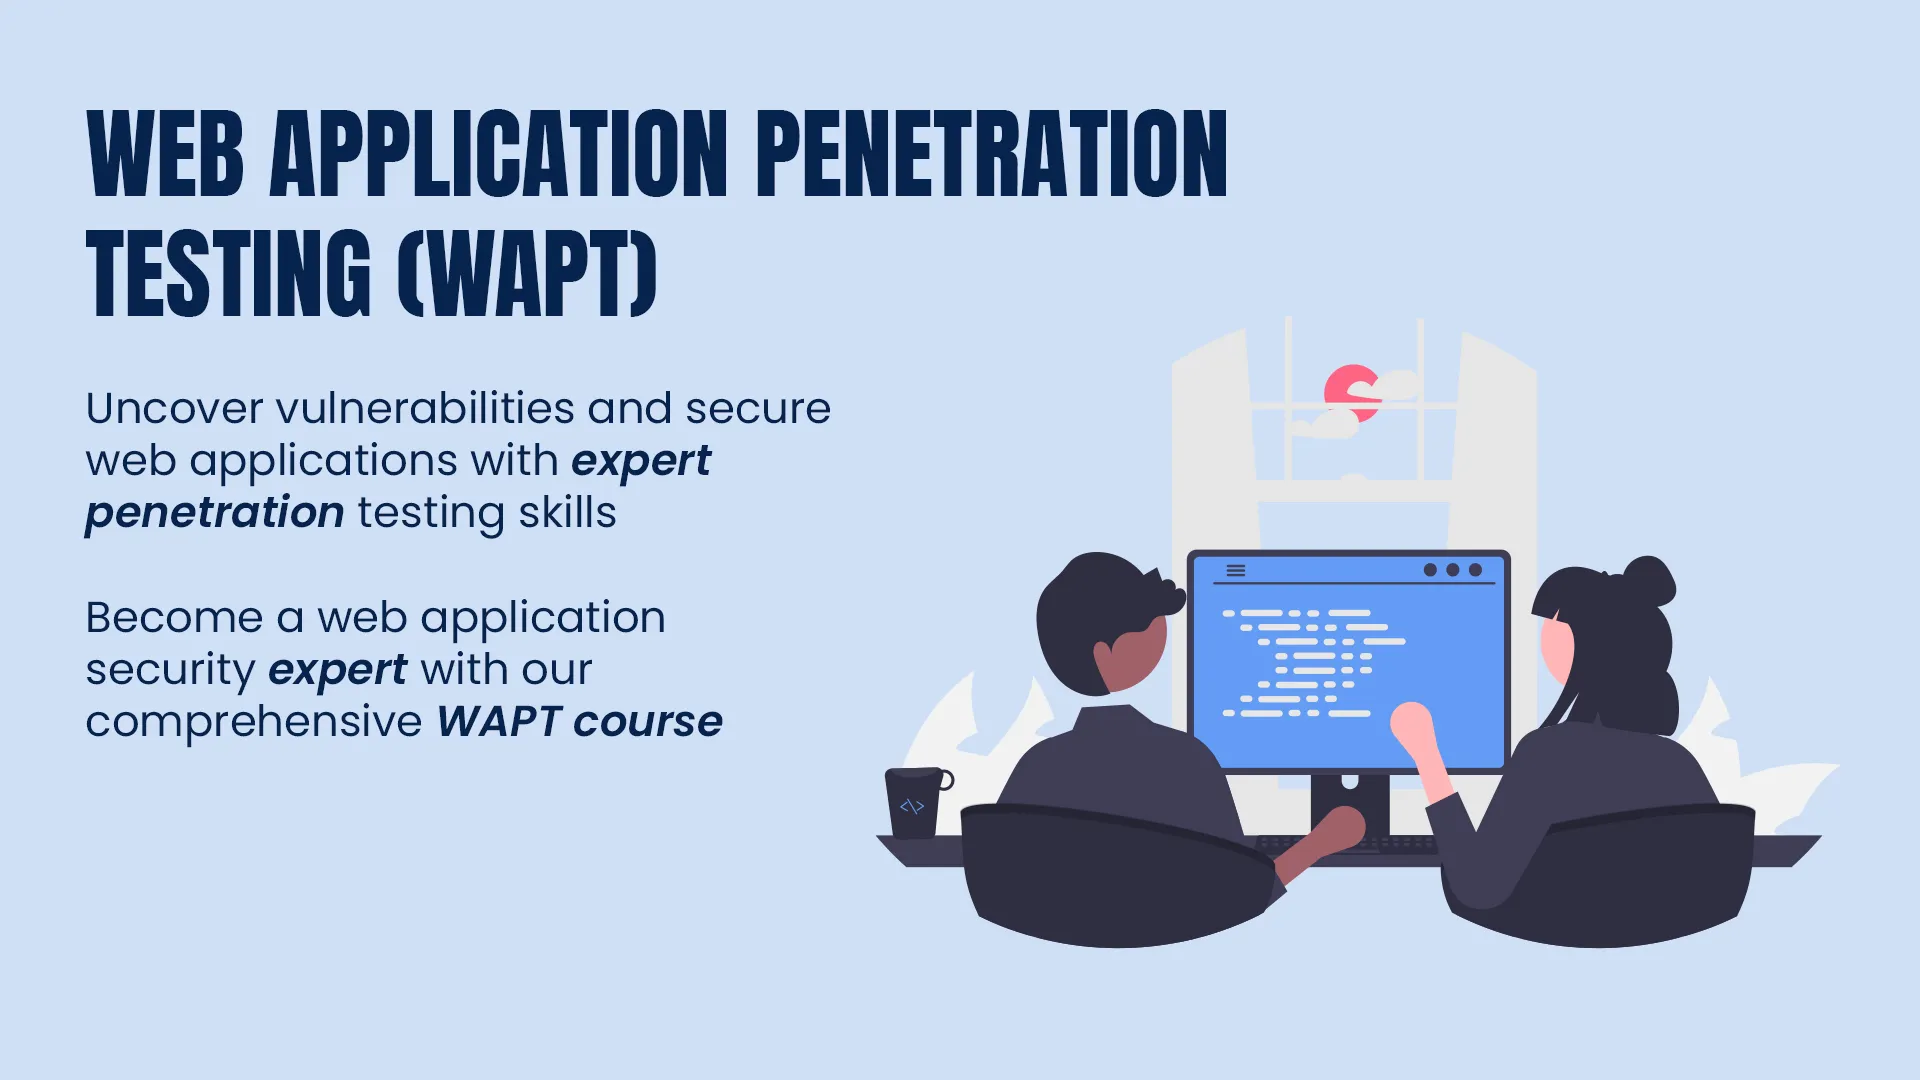 WEB APPLICATION PENETRATION
TESTING (WAPT)
Uncover vulnerabilities and secure
web applications with expert
penetration testing skills
Become a web application
security expert with our
comprehensive WAPT course
<\>